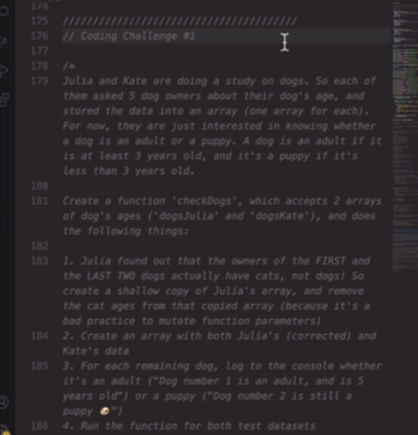 174
175 ///////////////////////////////////////
176 // Coding Challenge #1
177
178 /*
179 Julia and Kate are doing a study on dogs. So each of
them asked 5 dog owners about their dog's age, and
stored the data into an array (one array for each).
For now, they are just interested in knowing whether
a dog is an adult or a puppy. A dog is an adult if it
is at least 3 years old, and it's a puppy if it's
less than 3 years old.
180
181 Create a function 'checkDogs', which accepts 2 arrays
of dog's ages ('dogsJulia' and 'dogsKate'), and does
the following things:
182
183 1. Julia found out that the owners of the FIRST and
the LAST TWO dogs actually have cats, not dogs! So
create a shallow copy of Julia's array, and remove
the cat ages from that copied array (because it's a
bad practice to mutate function parameters)
184 2. Create an array with both Julia's (corrected) and
Kate's data
185 3. For each remaining dog, log to the console whether
it's an adult ("Dog number 1 is an adult, and is 5
years old") or a puppy ("Dog number 2 is still a
puppy 🐶")
186 4. Run the function for both test datasets